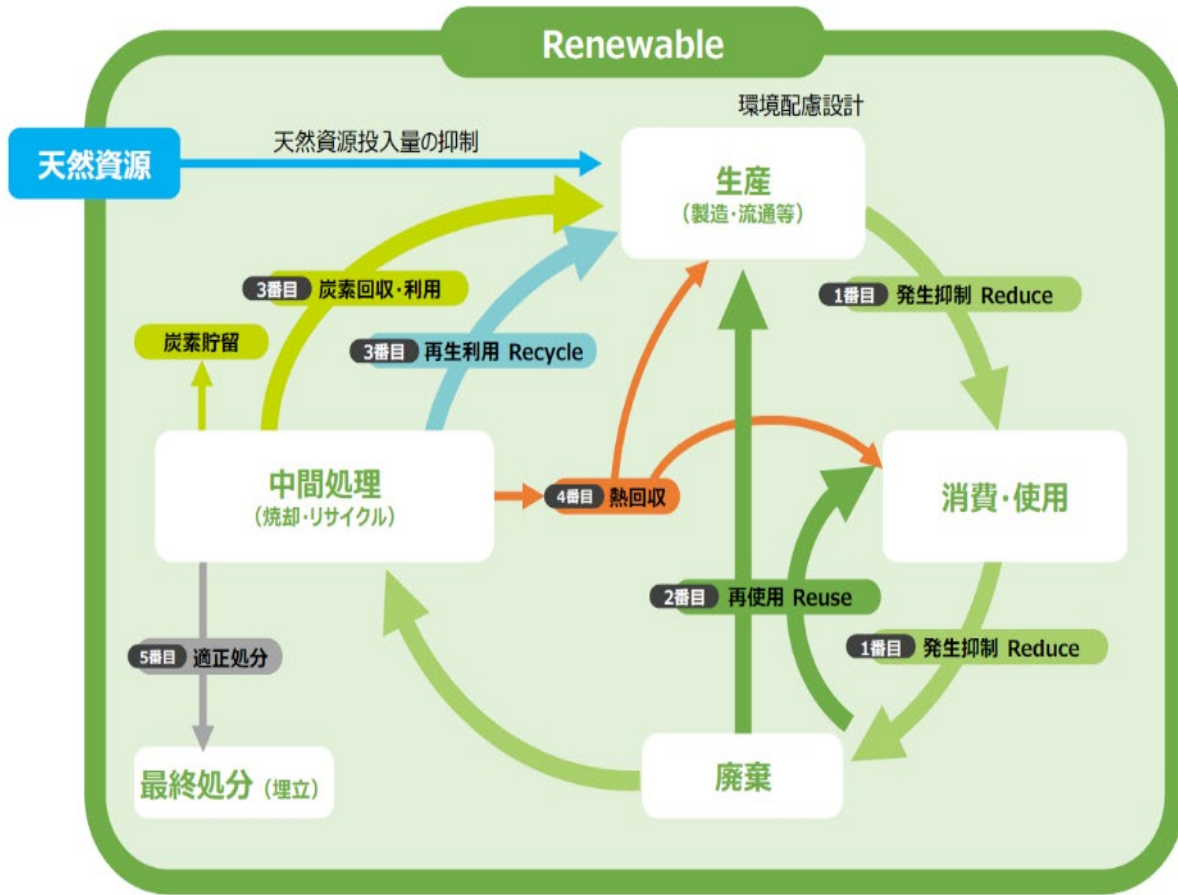 Renewable
環境配慮設計
天然資源
天然資源投入量の抑制
生産
（製造・流通等）
3番目 炭素回収・利用
1番目 発生抑制 Reduce
炭素貯留
3番目 再生利用 Recycle
中間処理
（焼却・リサイクル）
4番目 熱回収
消費・使用
2番目 再使用 Reuse
1番目 発生抑制 Reduce
5番目 適正処分
最終処分（埋立）
廃棄